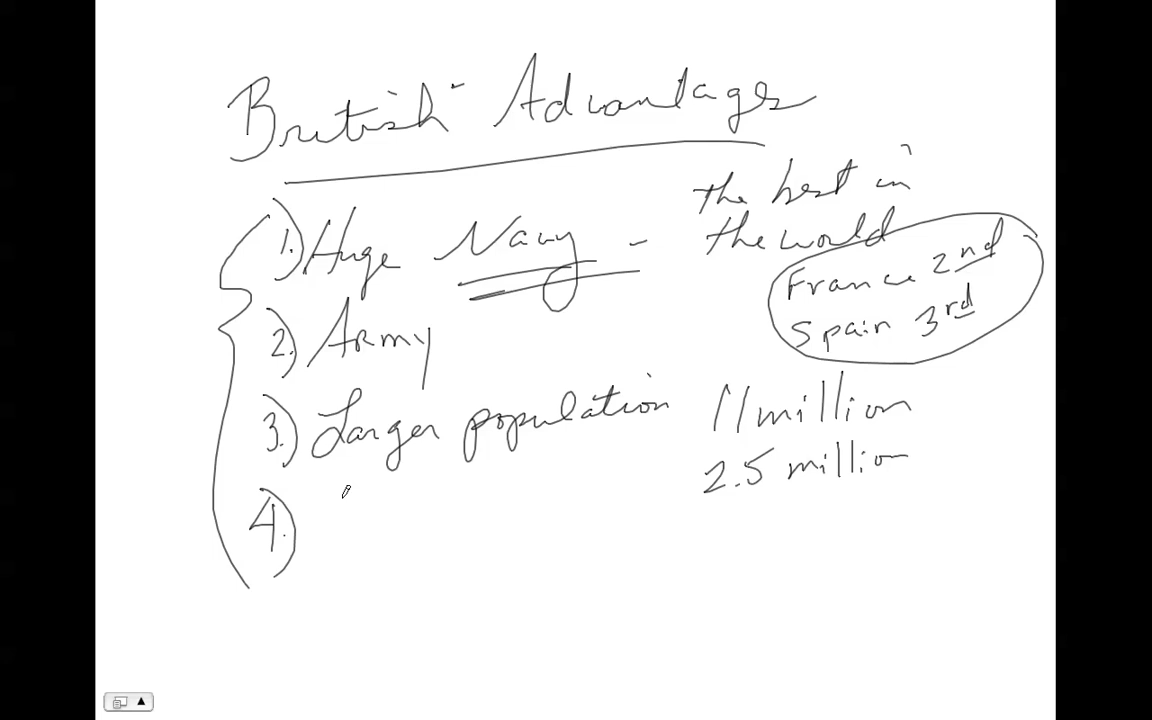 British Advantages
1.) Huge Navy - the best in
the world
France 2nd
Spain 3rd
2.) Army
3.) Larger population 11 million
2.5 million
4.)